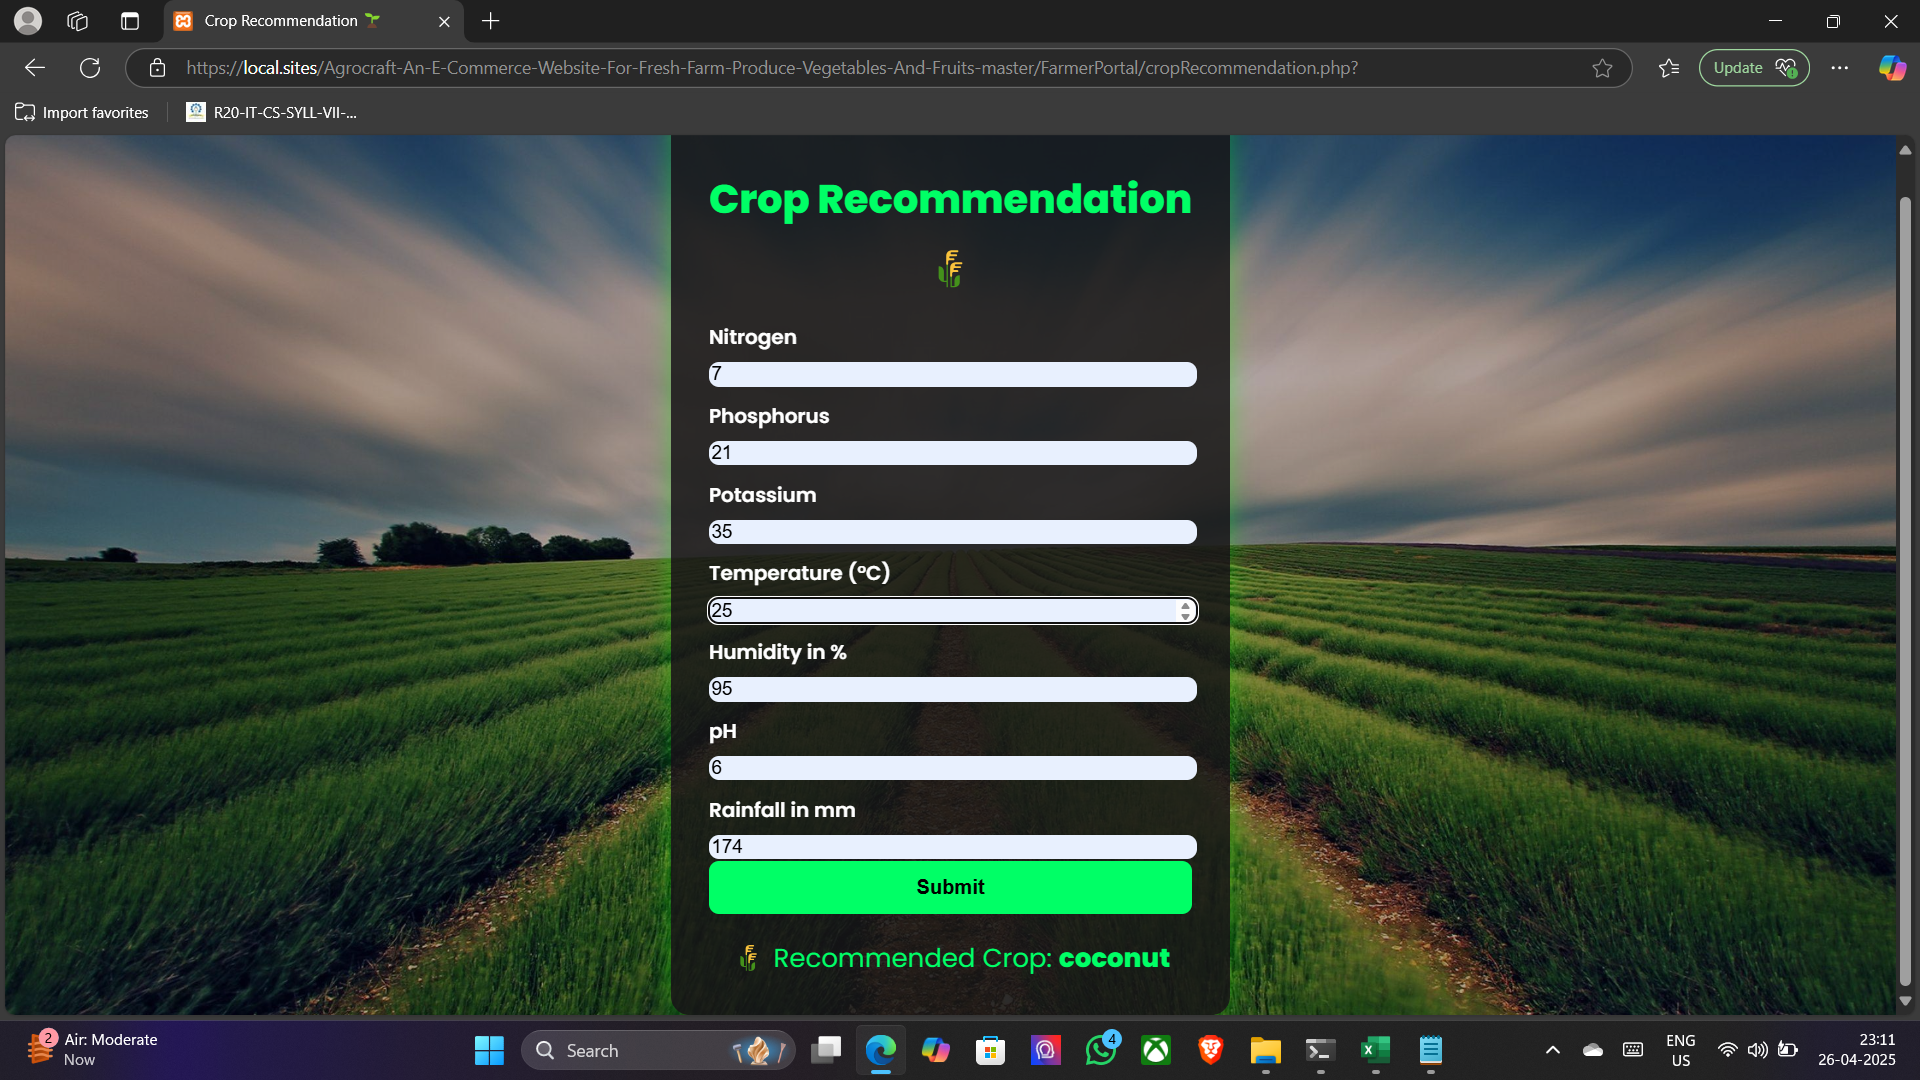 Crop Recommendation 🌱
https://local.sites/Agrocraft-An-E-Commerce-Website-For-Fresh-Farm-Produce-Vegetables-And-Fruits-master/FarmerPortal/cropRecommendation.php?
Update
Import favorites
R20-IT-CS-SYLL-VII-...
Crop Recommendation
Nitrogen
7
Phosphorus
21
Potassium
35
Temperature (°C)
25
Humidity in %
95
pH
6
Rainfall in mm
174
Submit
Recommended Crop: coconut
2
Air: Moderate
Now
Search
4
ENG
US
23:11
26-04-2025